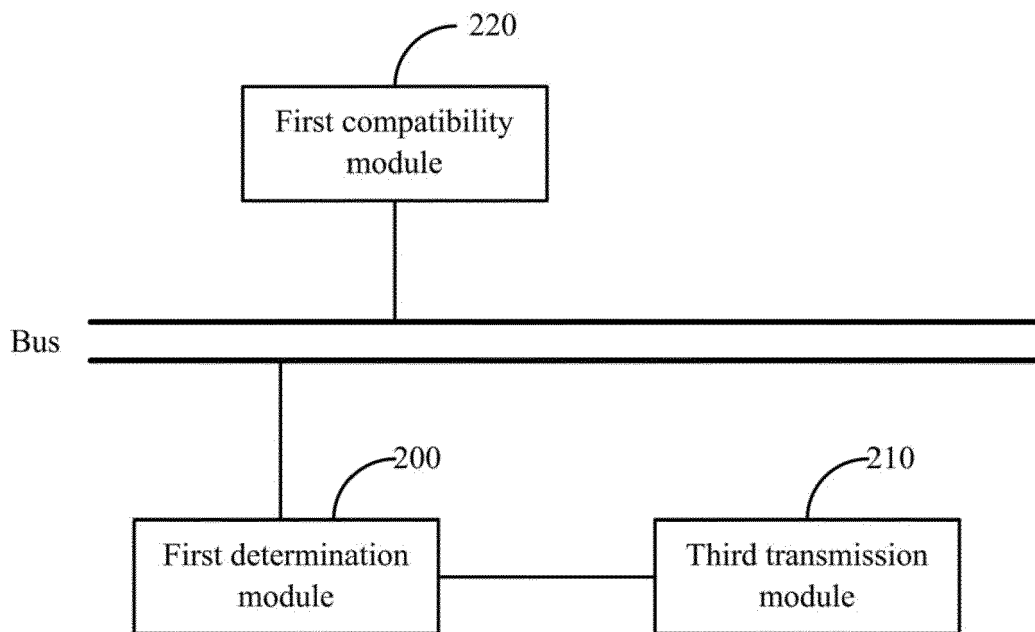 220
First compatibility
module
Bus
200
210
First determination
module
Third transmission
module